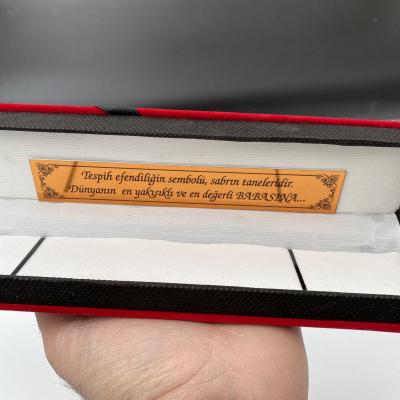 Tespih efendiliğin sembolü, sabrın taneleridir.
Dünyanın en yakışıklı ve en değerli BABASINA...